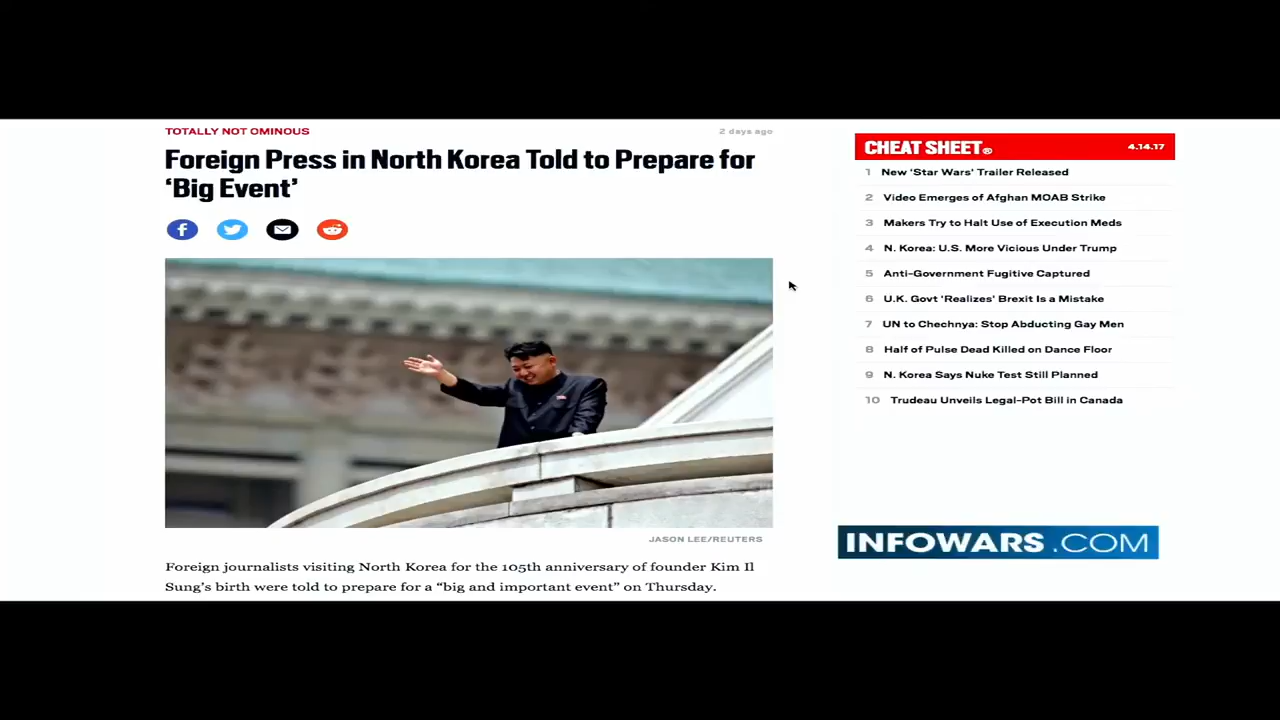 TOTALLY NOT OMINOUS
2 days ago
Foreign Press in North Korea Told to Prepare for
‘Big Event’
JASON LEE/REUTERS
Foreign journalists visiting North Korea for the 105th anniversary of founder Kim Il
Sung’s birth were told to prepare for a “big and important event” on Thursday.
CHEAT SHEET®
4.14.17
1 New ‘Star Wars’ Trailer Released
2 Video Emerges of Afghan MOAB Strike
3 Makers Try to Halt Use of Execution Meds
4 N. Korea: U.S. More Vicious Under Trump
5 Anti-Government Fugitive Captured
6 U.K. Govt ‘Realizes’ Brexit Is a Mistake
7 UN to Chechnya: Stop Abducting Gay Men
8 Half of Pulse Dead Killed on Dance Floor
9 N. Korea Says Nuke Test Still Planned
10 Trudeau Unveils Legal-Pot Bill in Canada
INFOWARS.COM